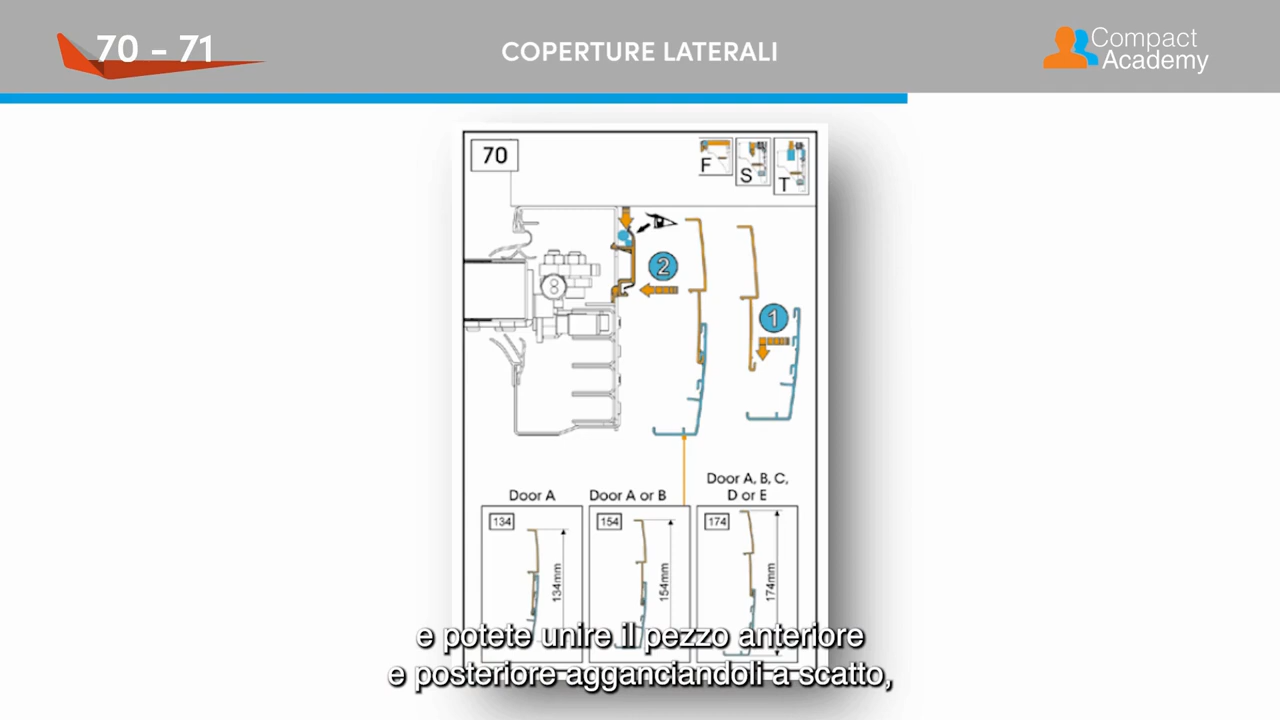 70 - 71
COPERTURE LATERALI
Compact
Academy
70
F
S
T
2
1
Door A
Door A or B
Door A, B, C,
D or E
134
154
174
134mm
154mm
174mm
e potete unire il pezzo anteriore
e posteriore agganciandoli a scatto,